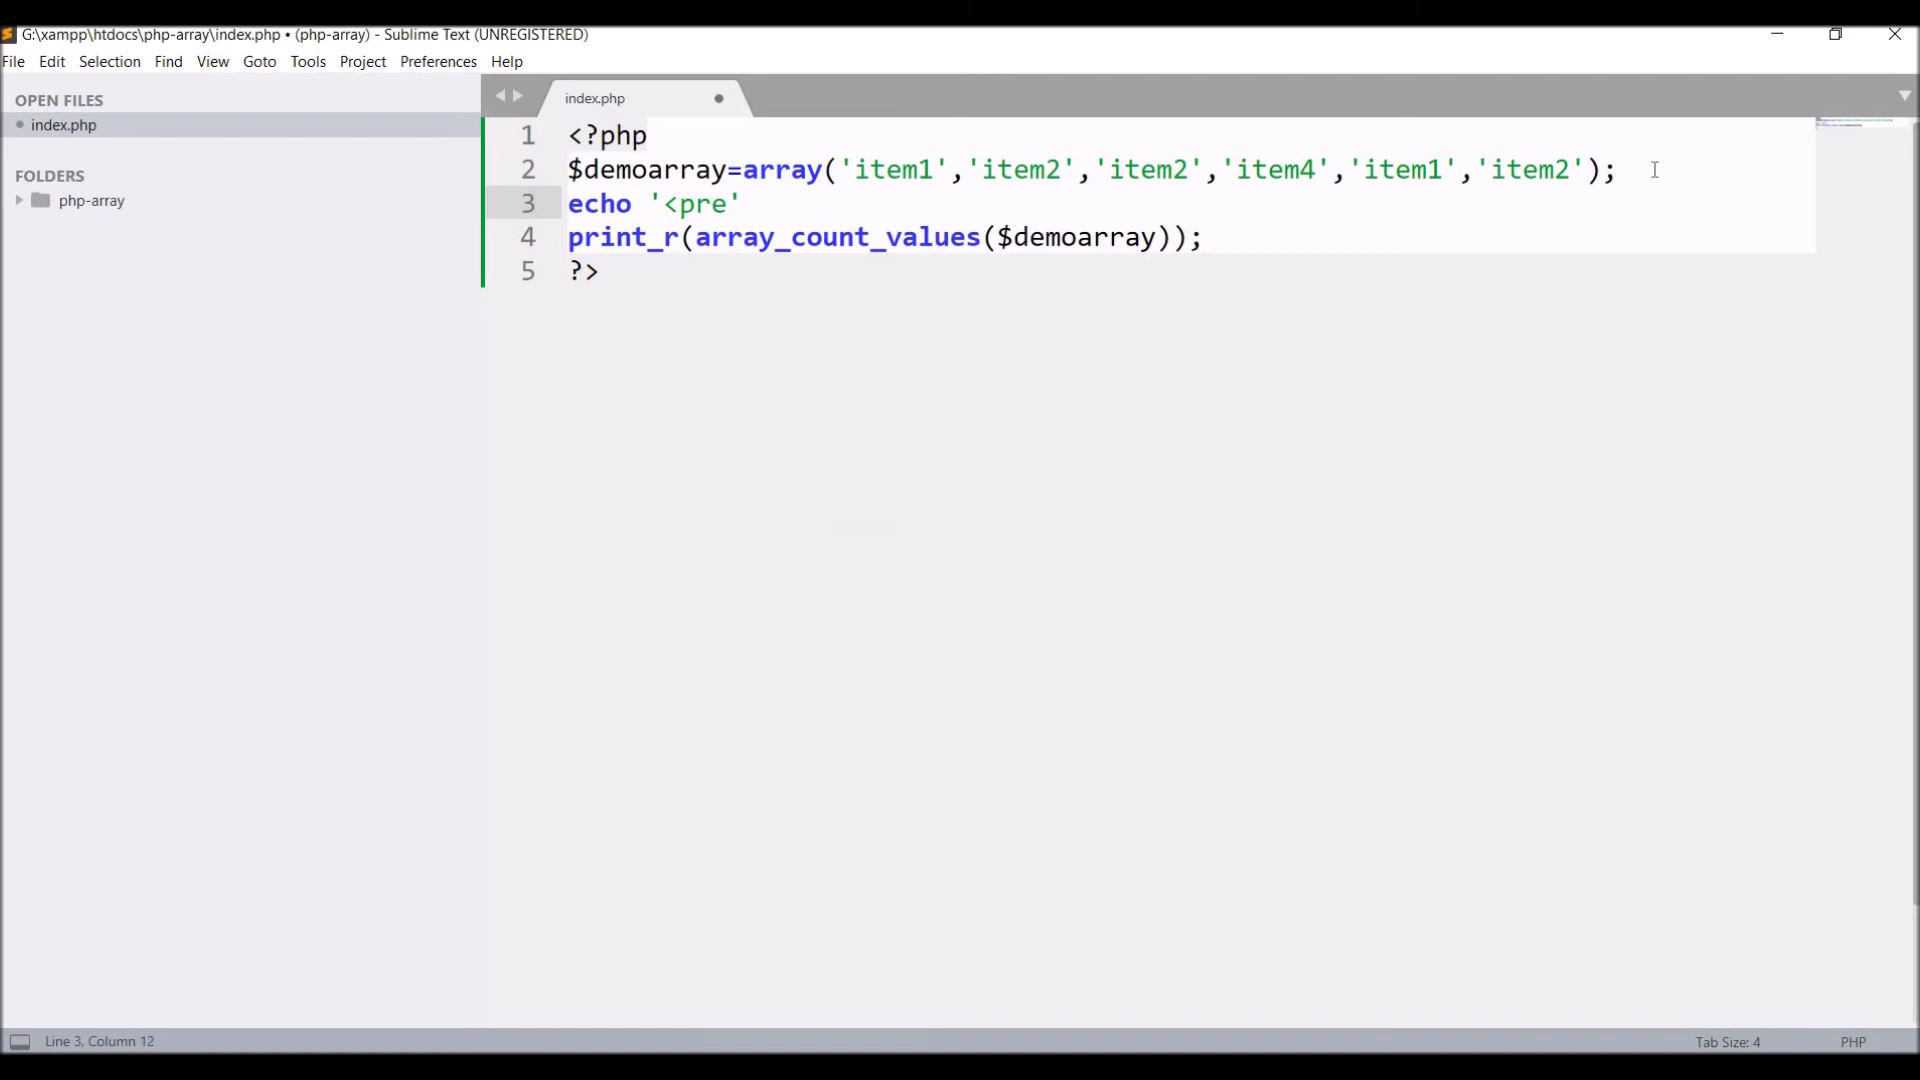 G:\xampp\htdocs\php-array\index.php • (php-array) - Sublime Text (UNREGISTERED)
File Edit Selection Find View Goto Tools Project Preferences Help
OPEN FILES
index.php
FOLDERS
php-array
index.php
1 <?php
2 $demoarray=array('item1','item2','item2','item4','item1','item2');
3 echo '<pre'
4 print_r(array_count_values($demoarray));
5 ?>
Line 3, Column 12
Tab Size: 4
PHP